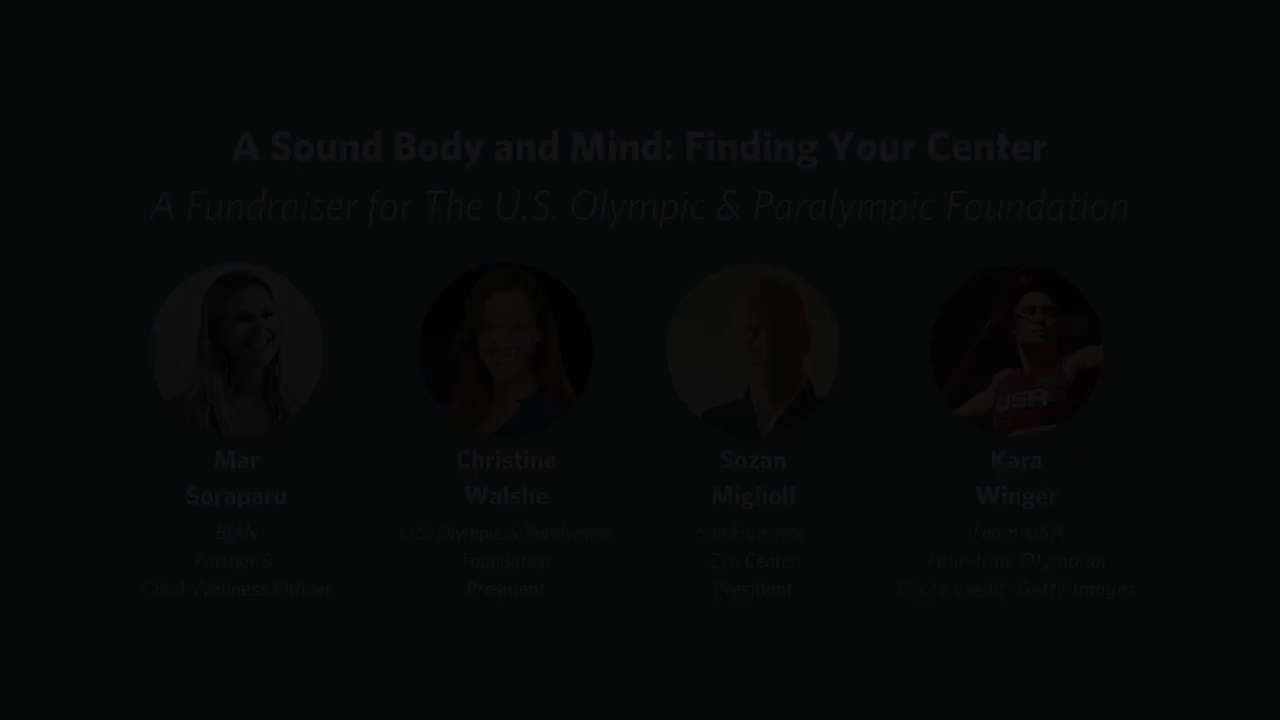 A Sound Body and Mind: Finding Your Center
A Fundraiser for The U.S. Olympic & Paralympic Foundation
USA
Mar
Soraparu
BIÂN
Partner &
Chief Wellness Officer
Christine
Walshe
U.S. Olympic & Paralympic
Foundation
President
Sozan
Miglioli
San Francisco
Zen Center
President
Kara
Winger
Team USA
Four-time Olympian
Photo credit: Getty Images